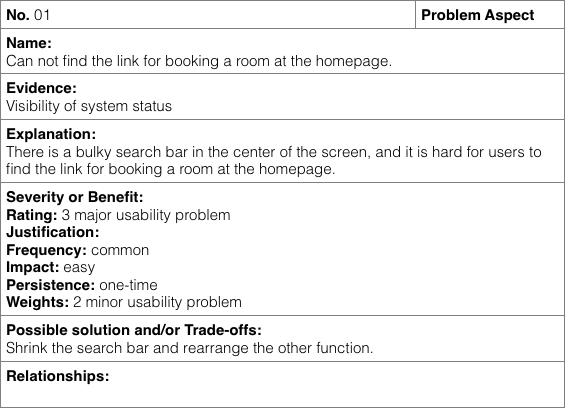 No. 01
Problem Aspect
Name:
Can not find the link for booking a room at the homepage.
Evidence:
Visibility of system status
Explanation:
There is a bulky search bar in the center of the screen, and it is hard for users to
find the link for booking a room at the homepage.
Severity or Benefit:
Rating: 3 major usability problem
Justification:
Frequency: common
Impact: easy
Persistence: one-time
Weights: 2 minor usability problem
Possible solution and/or Trade-offs:
Shrink the search bar and rearrange the other function.
Relationships: